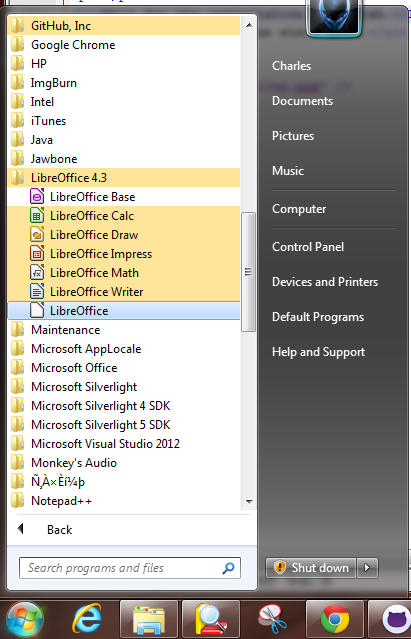 GitHub, Inc
Google Chrome
HP
ImgBurn
Intel
iTunes
Java
Jawbone
LibreOffice 4.3
LibreOffice Base
LibreOffice Calc
LibreOffice Draw
LibreOffice Impress
LibreOffice Math
LibreOffice Writer
LibreOffice
Maintenance
Microsoft AppLocale
Microsoft Office
Microsoft Silverlight
Microsoft Silverlight 4 SDK
Microsoft Silverlight 5 SDK
Microsoft Visual Studio 2012
Monkey's Audio
Ñ¸À×Èí¼þ
Notepad++
Back
Search programs and files
Charles
Documents
Pictures
Music
Computer
Control Panel
Devices and Printers
Default Programs
Help and Support
Shut down